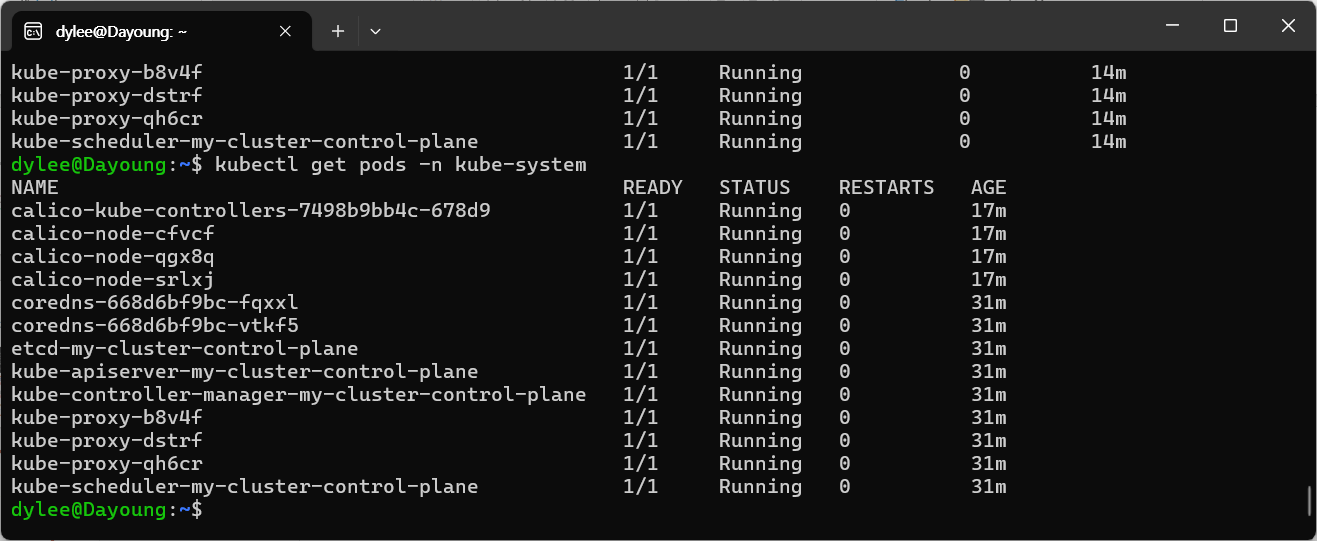 dylee@Dayoung: ~
kube-proxy-b8v4f 1/1 Running 0 14m
kube-proxy-dstrf 1/1 Running 0 14m
kube-proxy-qh6cr 1/1 Running 0 14m
kube-scheduler-my-cluster-control-plane 1/1 Running 0 14m
dylee@Dayoung:~$ kubectl get pods -n kube-system
NAME READY STATUS RESTARTS AGE
calico-kube-controllers-7498b9bb4c-678d9 1/1 Running 0 17m
calico-node-cfvcf 1/1 Running 0 17m
calico-node-qgx8q 1/1 Running 0 17m
calico-node-srlxj 1/1 Running 0 17m
coredns-668d6bf9bc-fqxxl 1/1 Running 0 31m
coredns-668d6bf9bc-vtkf5 1/1 Running 0 31m
etcd-my-cluster-control-plane 1/1 Running 0 31m
kube-apiserver-my-cluster-control-plane 1/1 Running 0 31m
kube-controller-manager-my-cluster-control-plane 1/1 Running 0 31m
kube-proxy-b8v4f 1/1 Running 0 31m
kube-proxy-dstrf 1/1 Running 0 31m
kube-proxy-qh6cr 1/1 Running 0 31m
kube-scheduler-my-cluster-control-plane 1/1 Running 0 31m
dylee@Dayoung:~$